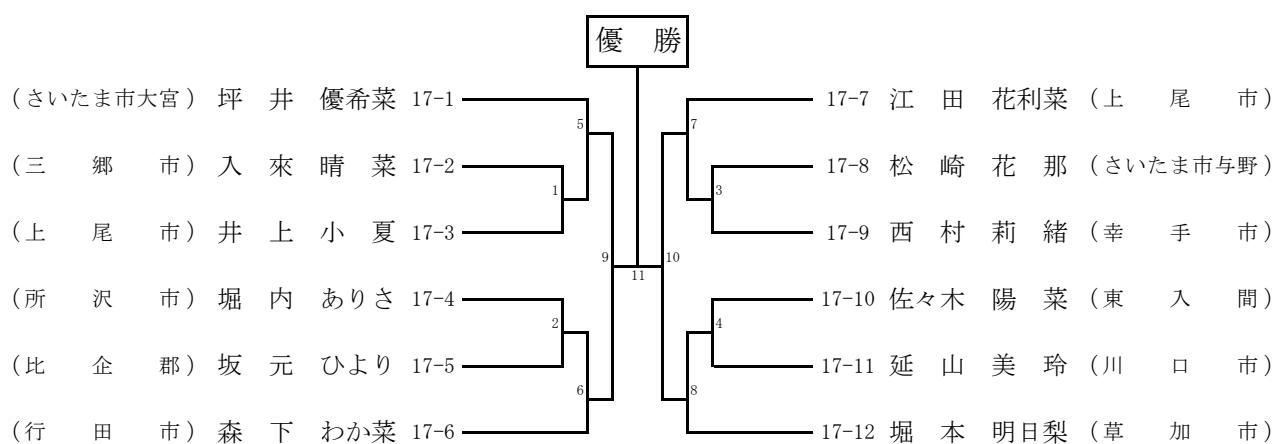 優　勝
(さいたま市大宮) 坪　井　優希菜 17-1
17-7 江　田　花利菜 (上　尾　市)
5
7
(三　郷　市) 入　來　晴　菜 17-2
17-8 松　崎　花　那 (さいたま市与野)
1
3
(上　尾　市) 井　上　小　夏 17-3
17-9 西　村　莉　緒 (幸　手　市)
9
11
10
(所　沢　市) 堀　内　ありさ 17-4
17-10 佐々木　陽　菜 (東　入　間)
2
4
(比　企　郡) 坂　元　ひより 17-5
17-11 延　山　美　玲 (川　口　市)
6
8
(行　田　市) 森　下　わか菜 17-6
17-12 堀　本　明日梨 (草　加　市)